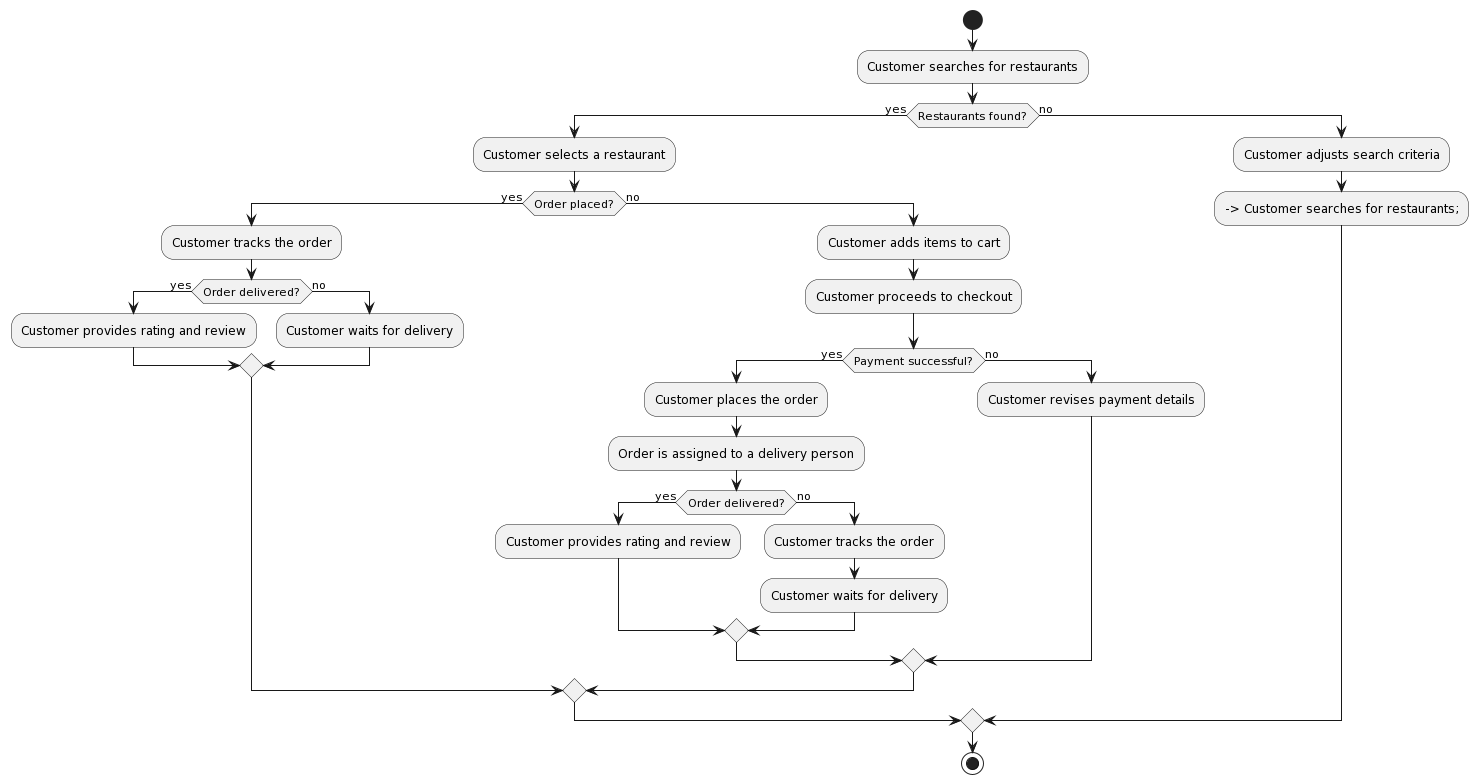 Customer searches for restaurants
yes
Restaurants found?
no
Customer selects a restaurant
Customer adjusts search criteria
yes
Order placed?
no
-> Customer searches for restaurants;
Customer tracks the order
Customer adds items to cart
yes
Order delivered?
no
Customer proceeds to checkout
Customer provides rating and review
Customer waits for delivery
yes
Payment successful?
no
Customer places the order
Customer revises payment details
Order is assigned to a delivery person
yes
Order delivered?
no
Customer provides rating and review
Customer tracks the order
Customer waits for delivery